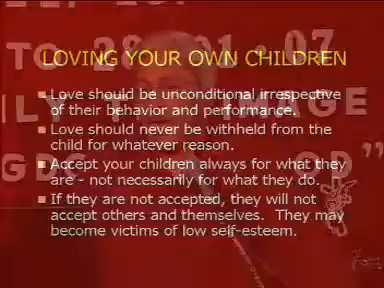 LOVING YOUR OWN CHILDREN
Love should be unconditional irrespective
of their behavior and performance.
Love should never be withheld from the
child for whatever reason.
Accept your children always for what they
are - not necessarily for what they do.
If they are not accepted, they will not
accept others and themselves. They may
become victims of low self-esteem.